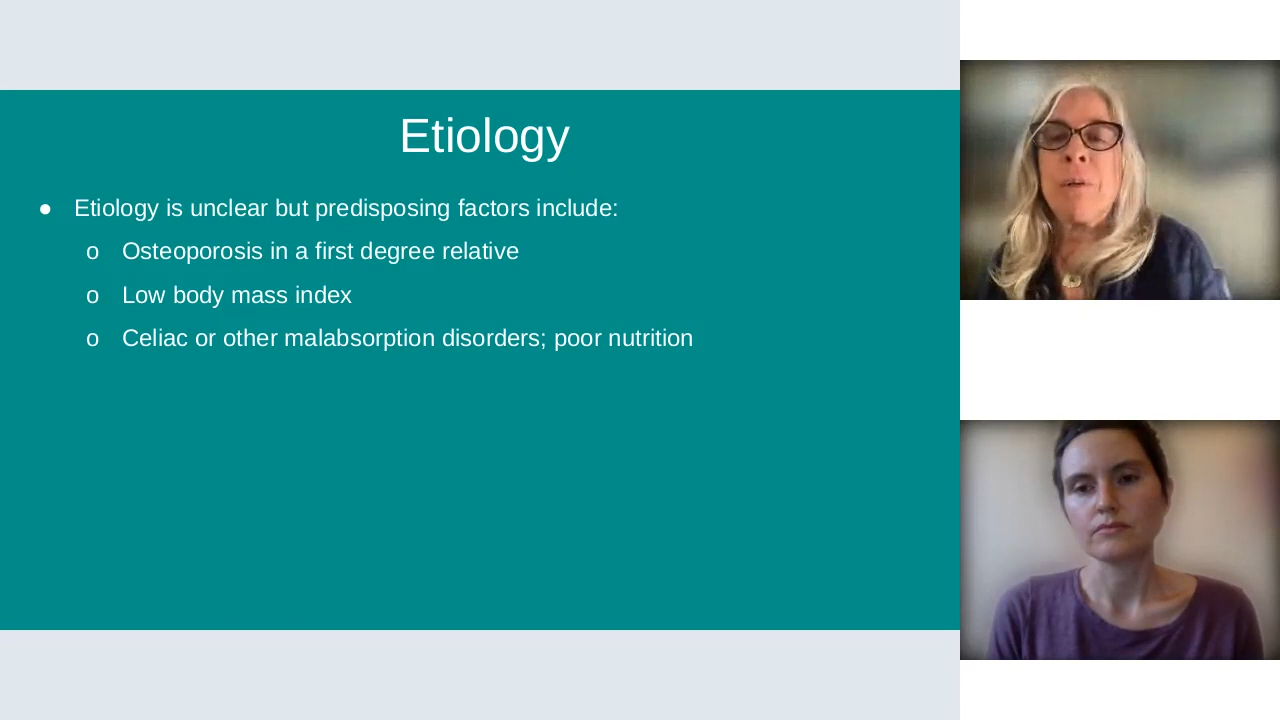 Etiology
● Etiology is unclear but predisposing factors include:
o Osteoporosis in a first degree relative
o Low body mass index
o Celiac or other malabsorption disorders; poor nutrition